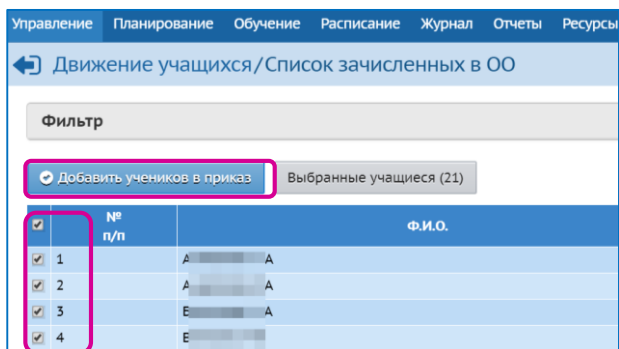 Управление Планирование Обучение Расписание Журнал Отчеты Ресурсы
Движение учащихся/Список зачисленных в ОО
Фильтр
Добавить учеников в приказ Выбранные учащиеся (21)
№
п/п Ф.И.О.
1 А А
2 А А
3 Е А
4 Е